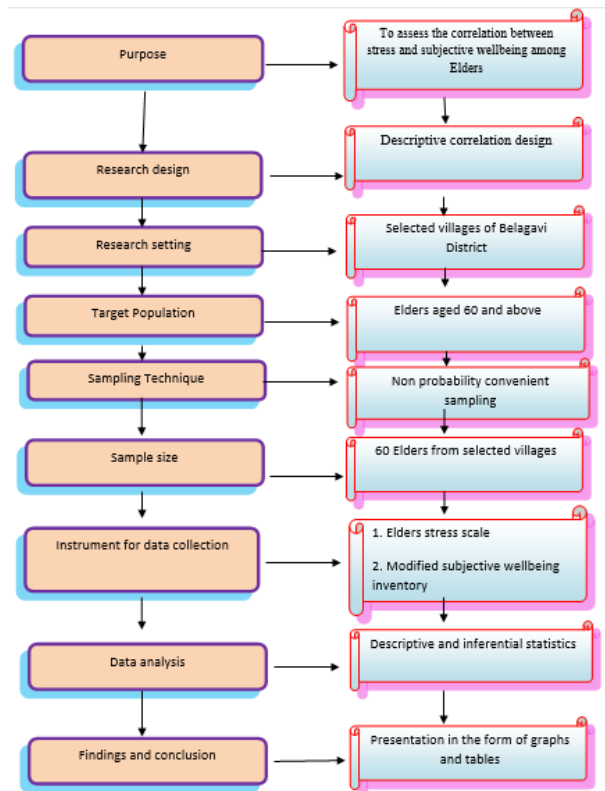 Purpose
To assess the correlation between
stress and subjective wellbeing among
Elders
Research design
Descriptive correlation design
Research setting
Selected villages of Belagavi
District
Target Population
Elders aged 60 and above
Sampling Technique
Non probability convenient
sampling
Sample size
60 Elders from selected villages
Instrument for data collection
1. Elders stress scale
2. Modified subjective wellbeing
inventory
Data analysis
Descriptive and inferential statistics
Findings and conclusion
Presentation in the form of graphs
and tables